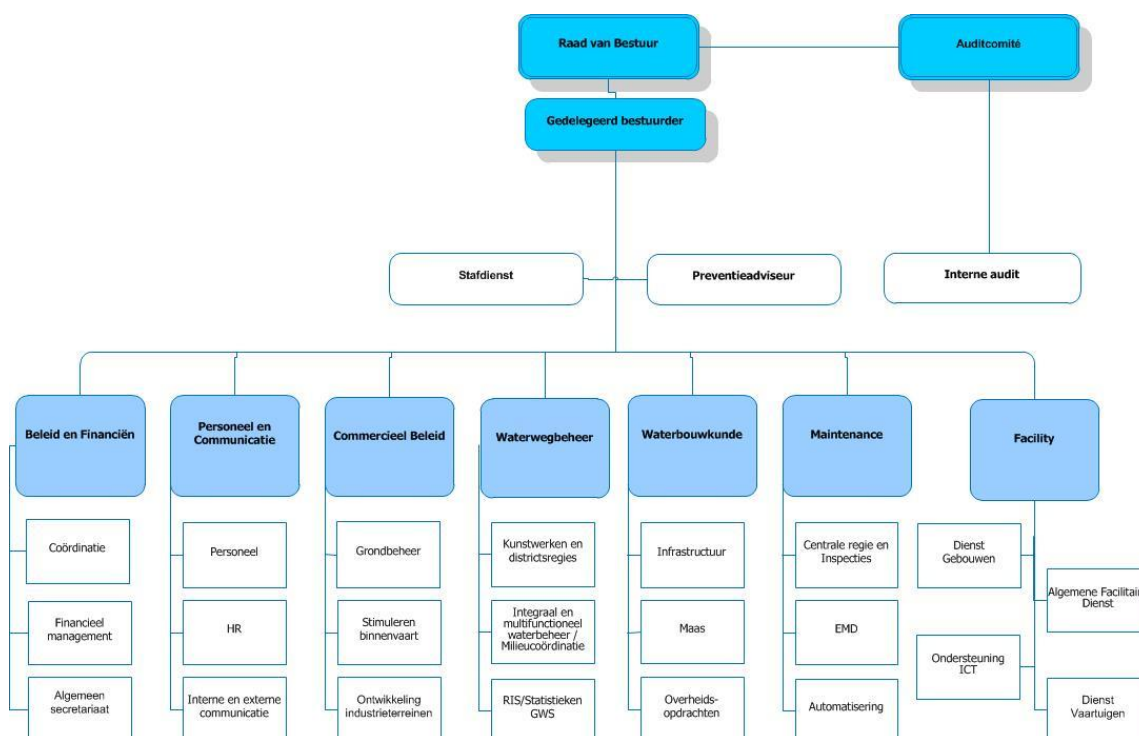 Raad van Bestuur
Auditcomité
Gedelegeerd bestuurder
Stafdienst
Preventieadviseur
Interne audit
Beleid en Financiën
Personeel en
Communicatie
Commercieel Beleid
Waterwegbeheer
Waterbouwkunde
Maintenance
Facility
Coördinatie
Financieel
management
Algemeen
secretariaat
Personeel
HR
Interne en externe
communicatie
Grondbeheer
Stimuleren
binnenvaart
Ontwikkeling
industrieterreinen
Kunstwerken en
districtsregies
Integraal en
multifunctioneel
waterbeheer /
Milieucoördinatie
RIS/Statistieken
GWS
Infrastructuur
Maas
Overheids-
opdrachten
Centrale regie en
Inspecties
EMD
Automatisering
Dienst
Gebouwen
Algemene Facilitair
Dienst
Ondersteuning
ICT
Dienst
Vaartuigen